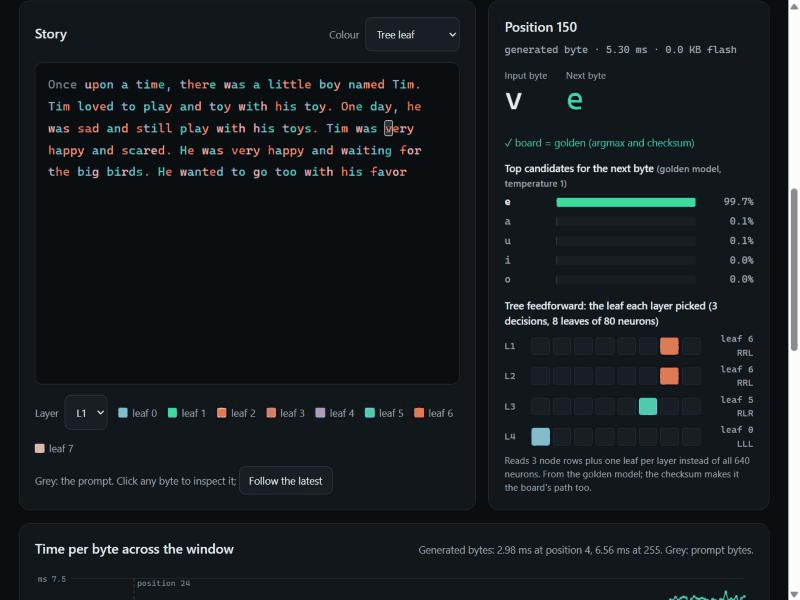 Story
Colour
Tree leaf
Once upon a time, there was a little boy named Tim.
Tim loved to play and toy with his toy. One day, he
was sad and still play with his toys. Tim was very
happy and scared. He was very happy and waiting for
the big birds. He wanted to go too with his favor
Layer L1 leaf 0 leaf 1 leaf 2 leaf 3 leaf 4 leaf 5 leaf 6
leaf 7
Grey: the prompt. Click any byte to inspect it; Follow the latest
Position 150
generated byte · 5.30 ms · 0.0 KB flash
Input byte Next byte
v e
✓ board = golden (argmax and checksum)
Top candidates for the next byte (golden model,
temperature 1)
e 99.7%
a 0.1%
u 0.1%
i 0.0%
o 0.0%
Tree feedforward: the leaf each layer picked (3
decisions, 8 leaves of 80 neurons)
L1 leaf 6
RRL
L2 leaf 6
RRL
L3 leaf 5
RLR
L4 leaf 0
LLL
Reads 3 node rows plus one leaf per layer instead of all 640
neurons. From the golden model; the checksum makes it
the board's path too.
Time per byte across the window
Generated bytes: 2.98 ms at position 4, 6.56 ms at 255. Grey: prompt bytes.
ms 7.5
position 24